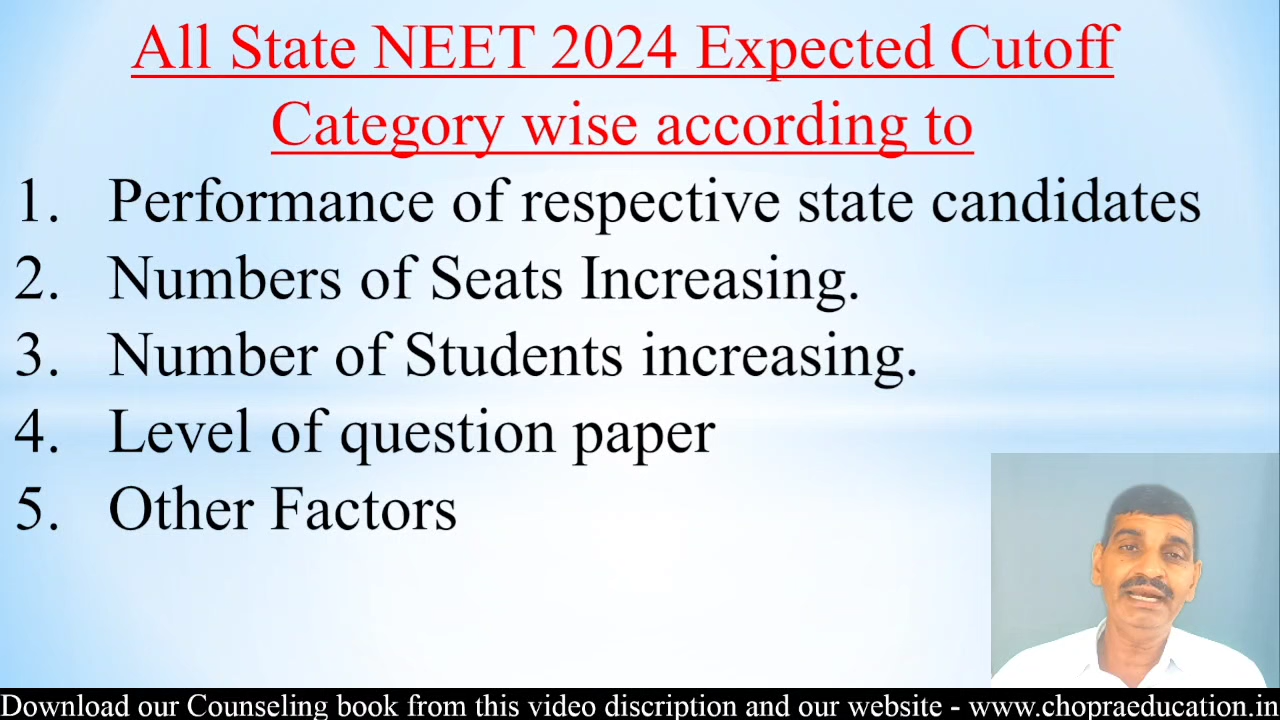 All State NEET 2024 Expected Cutoff
Category wise according to
1. Performance of respective state candidates
2. Numbers of Seats Increasing.
3. Number of Students increasing.
4. Level of question paper
5. Other Factors
Download our Counseling book from this video discription and our website - www.chopraeducation.in